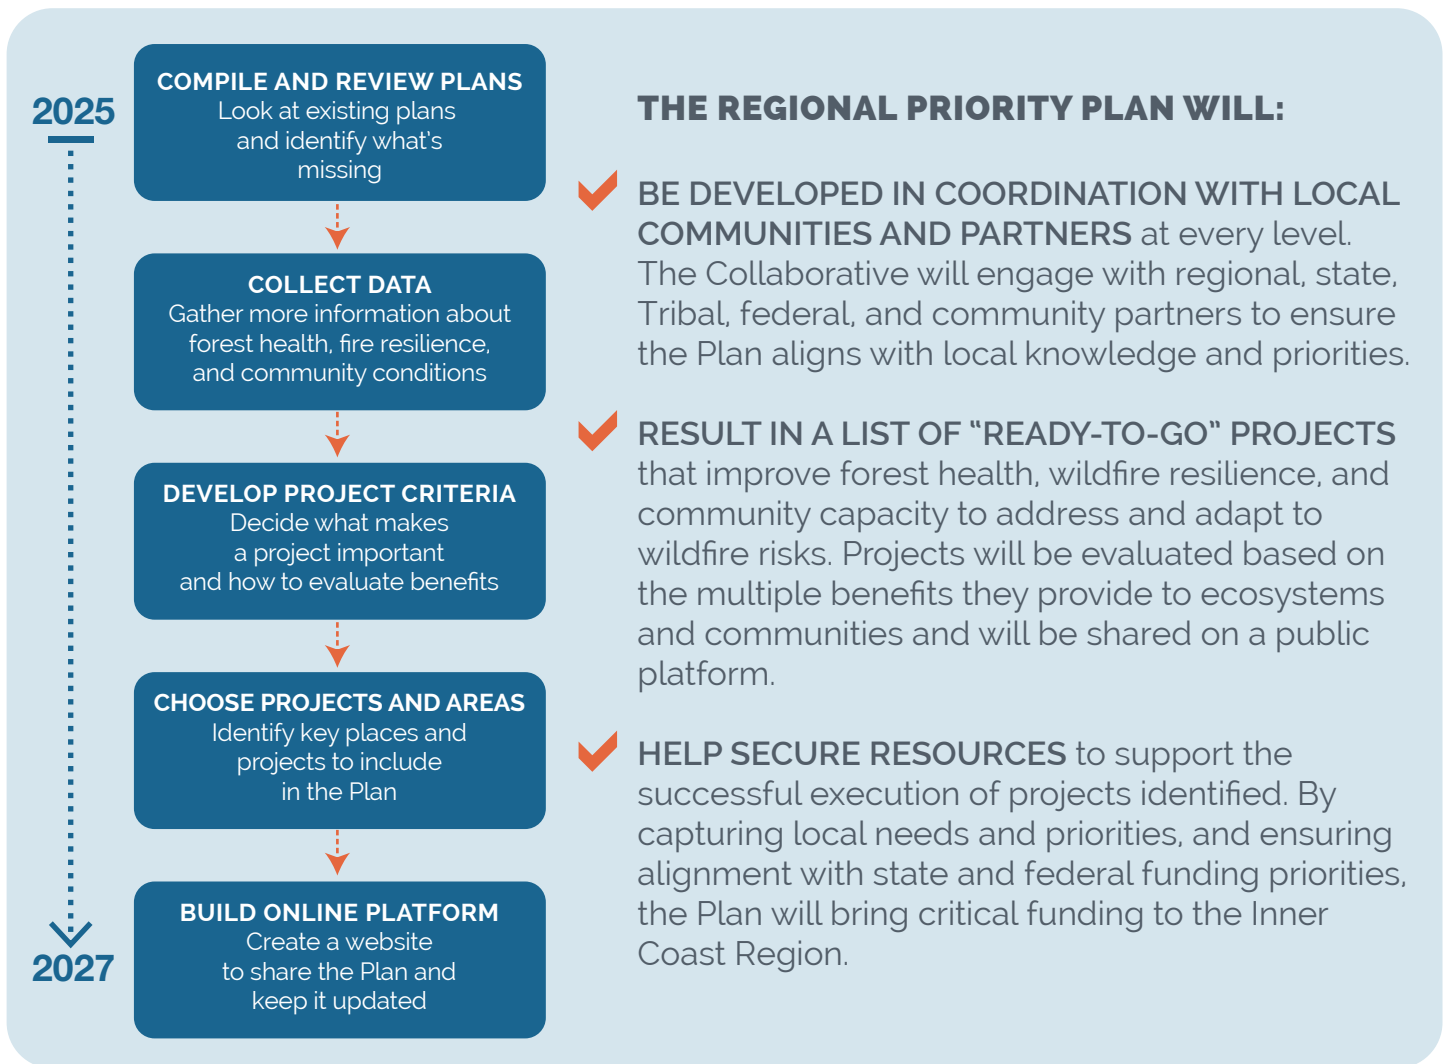 2025
COMPILE AND REVIEW PLANS
Look at existing plans
and identify what's
missing
COLLECT DATA
Gather more information about
forest health, fire resilience,
and community conditions
DEVELOP PROJECT CRITERIA
Decide what makes
a project important
and how to evaluate benefits
CHOOSE PROJECTS AND AREAS
Identify key places and
projects to include
in the Plan
BUILD ONLINE PLATFORM
Create a website
to share the Plan and
keep it updated
2027
THE REGIONAL PRIORITY PLAN WILL:
BE DEVELOPED IN COORDINATION WITH LOCAL
COMMUNITIES AND PARTNERS at every level.
The Collaborative will engage with regional, state,
Tribal, federal, and community partners to ensure
the Plan aligns with local knowledge and priorities.
RESULT IN A LIST OF “READY-TO-GO” PROJECTS
that improve forest health, wildfire resilience, and
community capacity to address and adapt to
wildfire risks. Projects will be evaluated based on
the multiple benefits they provide to ecosystems
and communities and will be shared on a public
platform.
HELP SECURE RESOURCES to support the
successful execution of projects identified. By
capturing local needs and priorities, and ensuring
alignment with state and federal funding priorities,
the Plan will bring critical funding to the Inner
Coast Region.